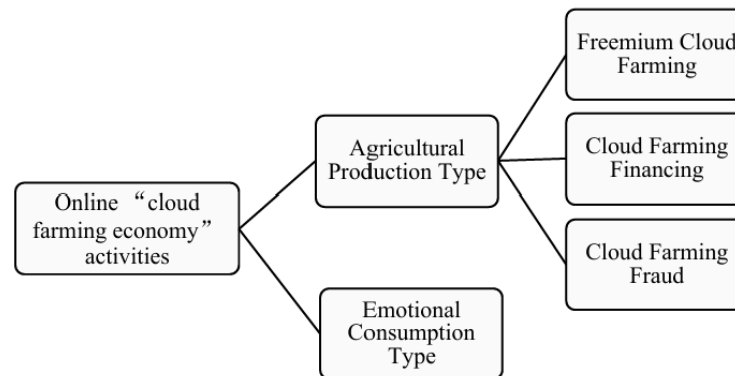 Online “cloud
farming economy”
activities
Agricultural
Production Type
Emotional
Consumption
Type
Freemium Cloud
Farming
Cloud Farming
Financing
Cloud Farming
Fraud